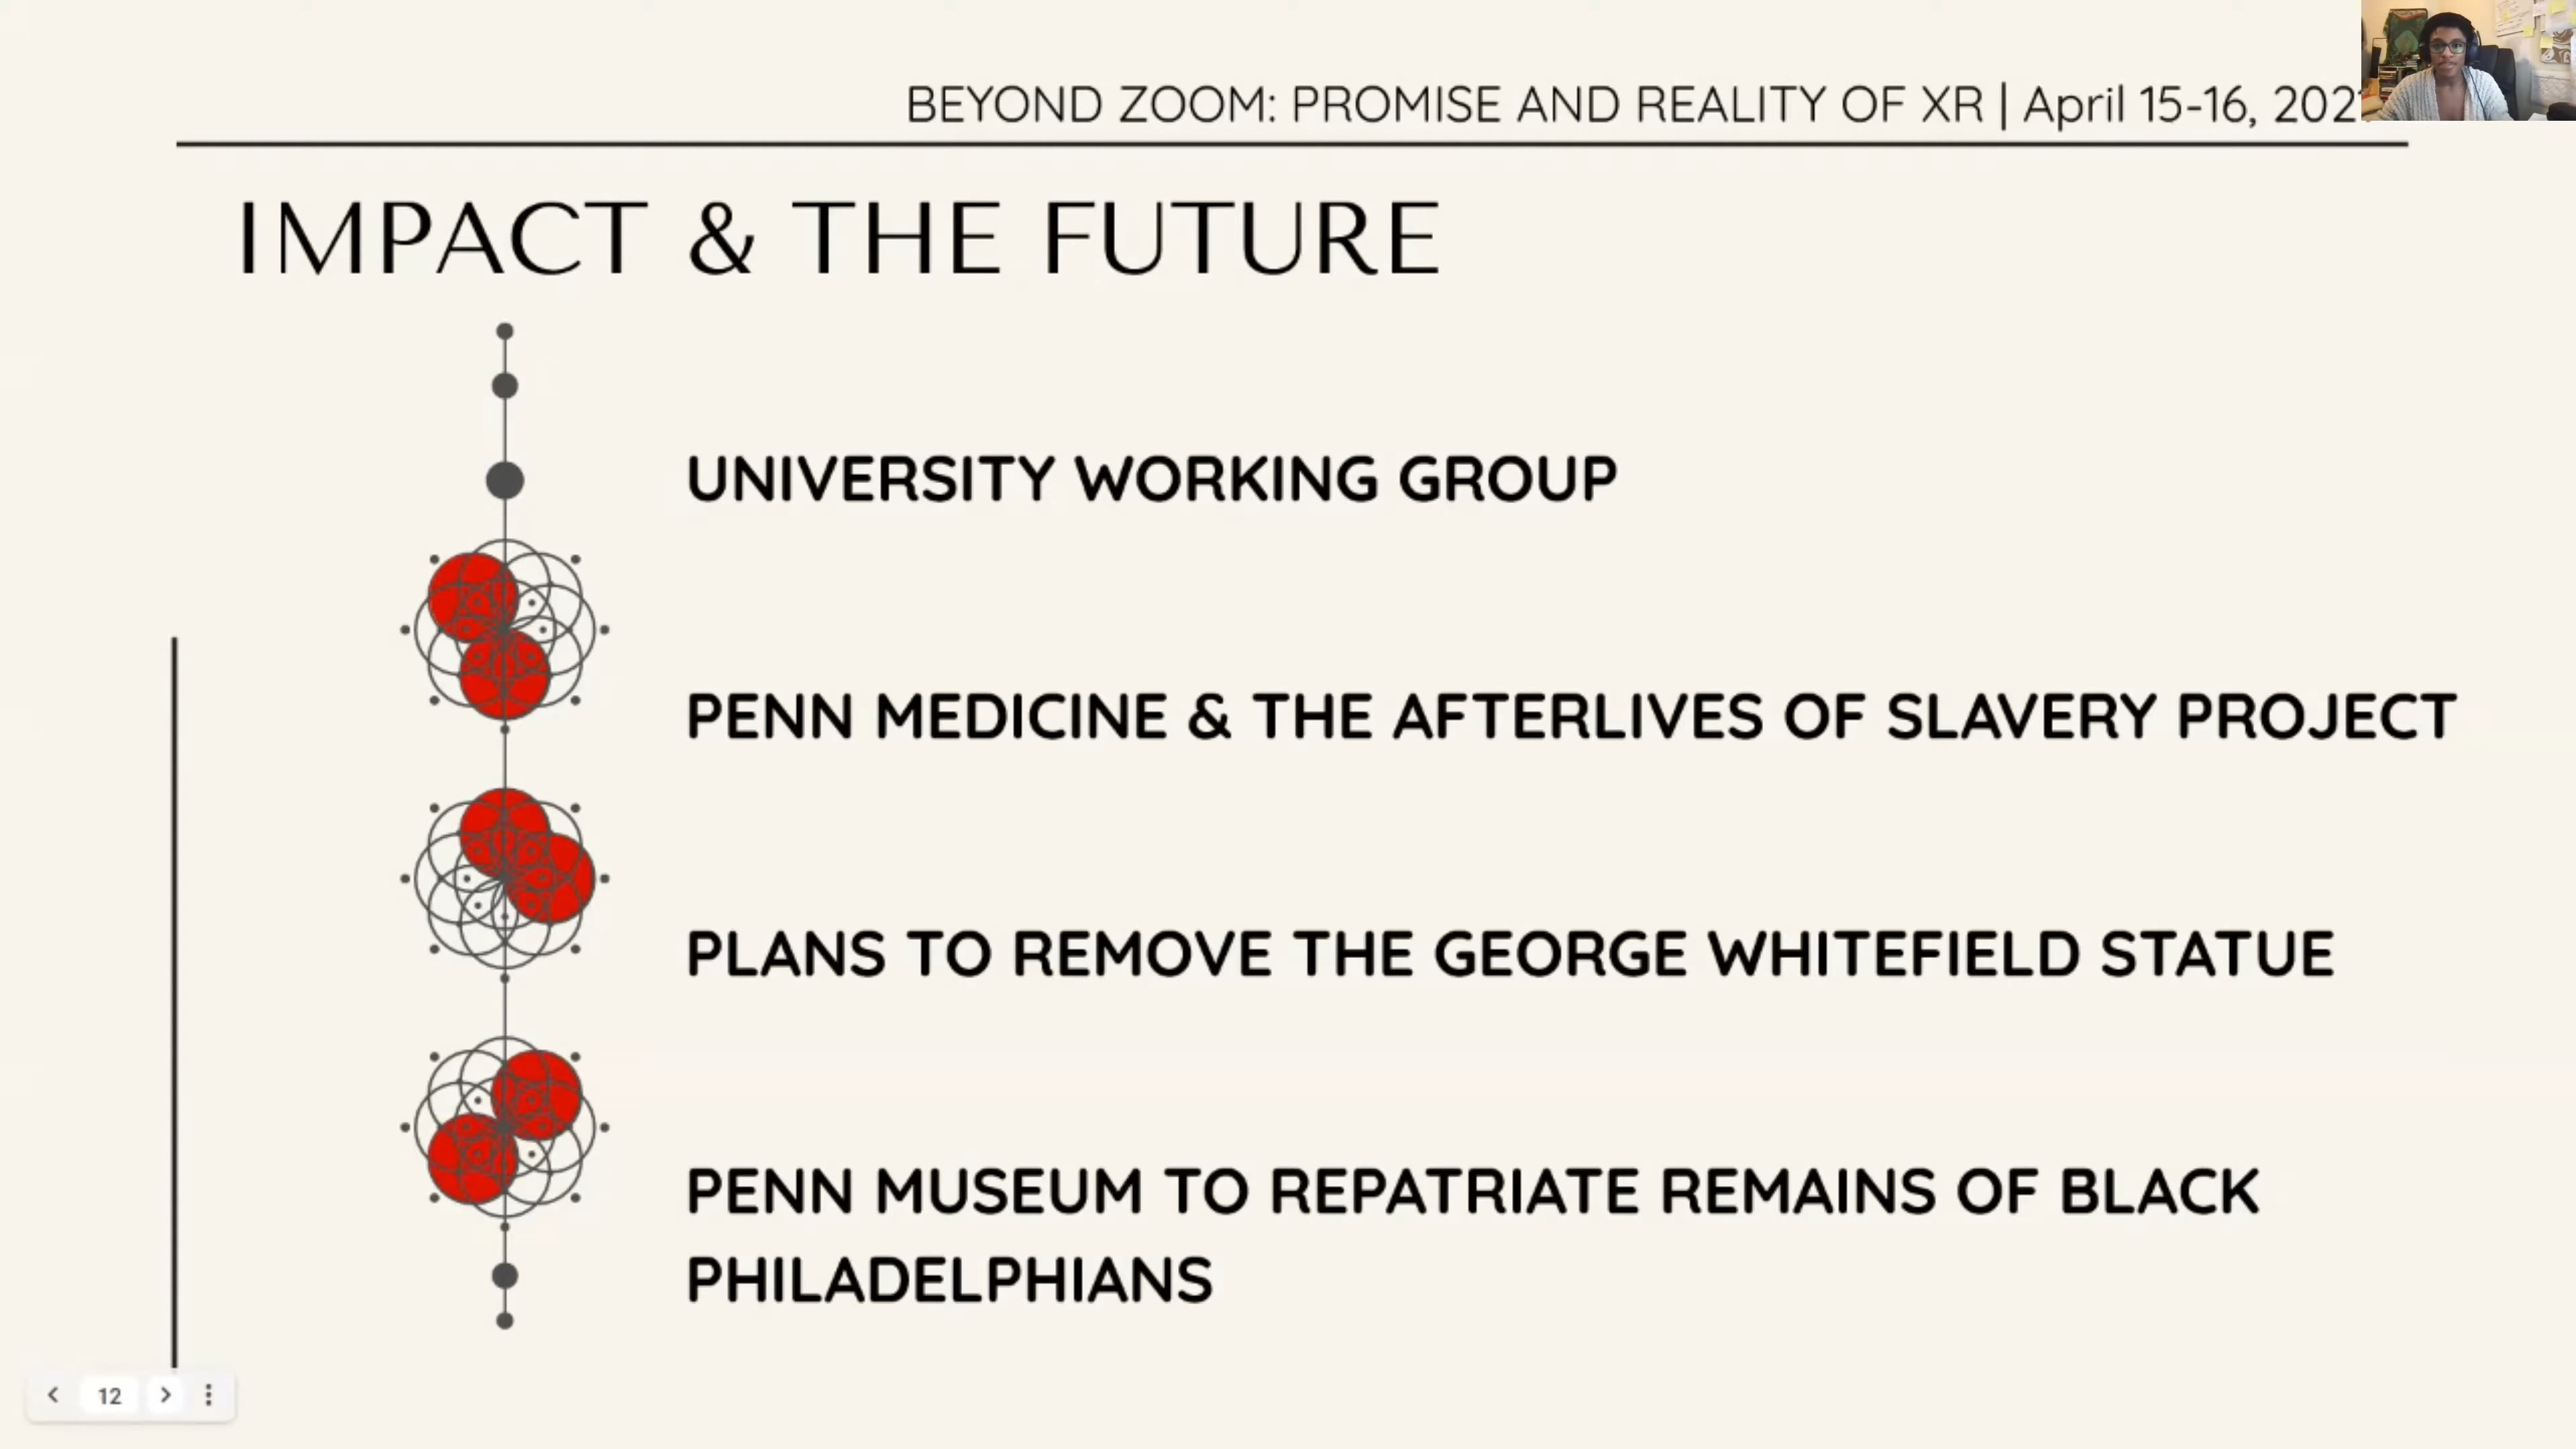 BEYOND ZOOM: PROMISE AND REALITY OF XR | April 15-16,
IMPACT & THE FUTURE
UNIVERSITY WORKING GROUP
PENN MEDICINE & THE AFTERLIVES OF SLAVERY PROJECT
PLANS TO REMOVE THE GEORGE WHITEFIELD STATUE
PENN MUSEUM TO REPATRIATE REMAINS OF BLACK
PHILADELPHIANS
12